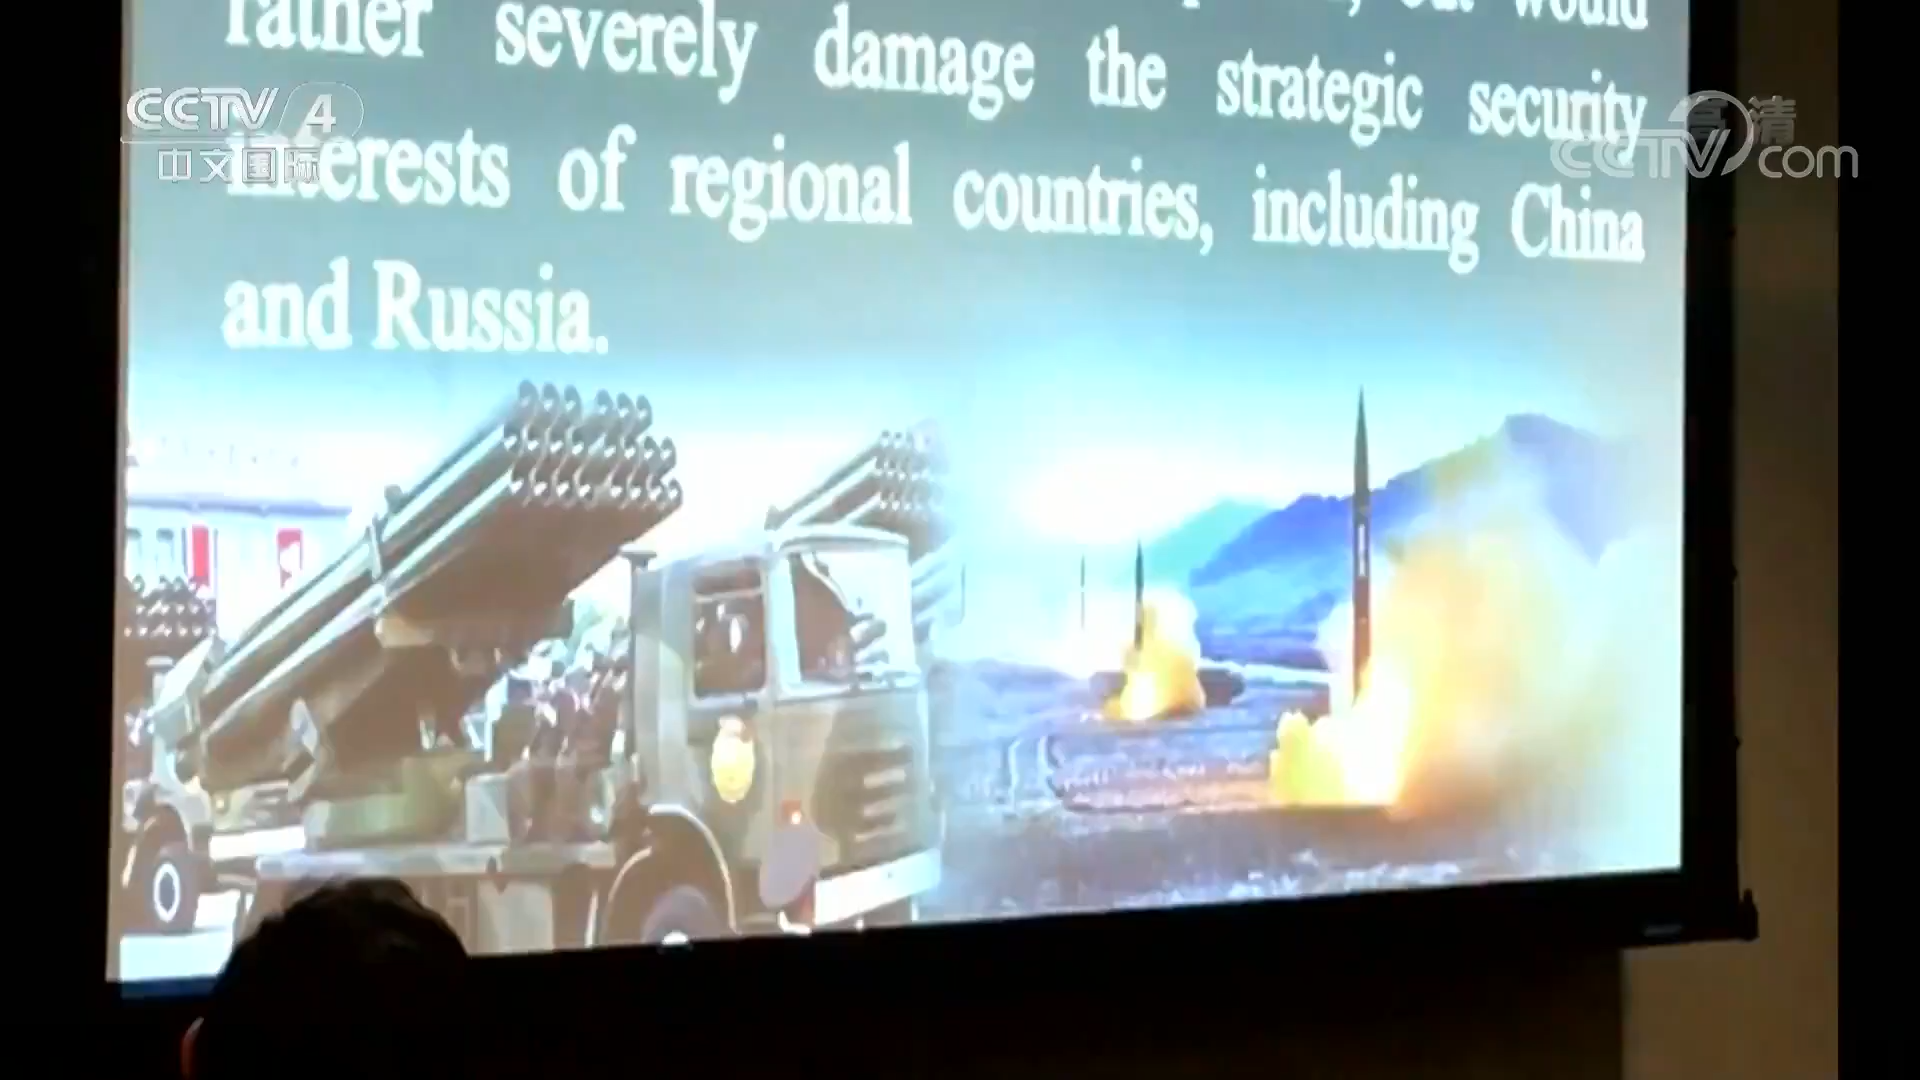 would
rather severely damage the strategic security
interests of regional countries, including China
and Russia.
CCTV 4
中文国际
高清
CCTV.com